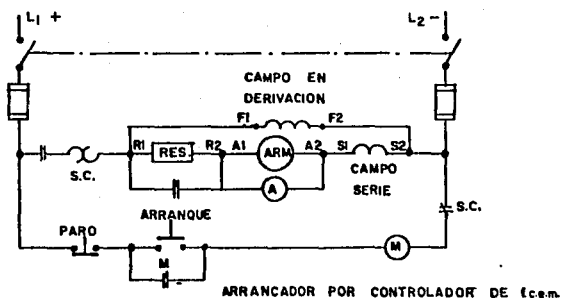 L1 +
L2 -
CAMPO EN
DERIVACION
F1
F2
R1
RES
R2
A1
ARM
A2
S1
S2
S.C.
A
CAMPO
SERIE
S.C.
ARRANQUE
PARO
M
M
ARRANCADOR POR CONTROLADOR DE fc.e.m.